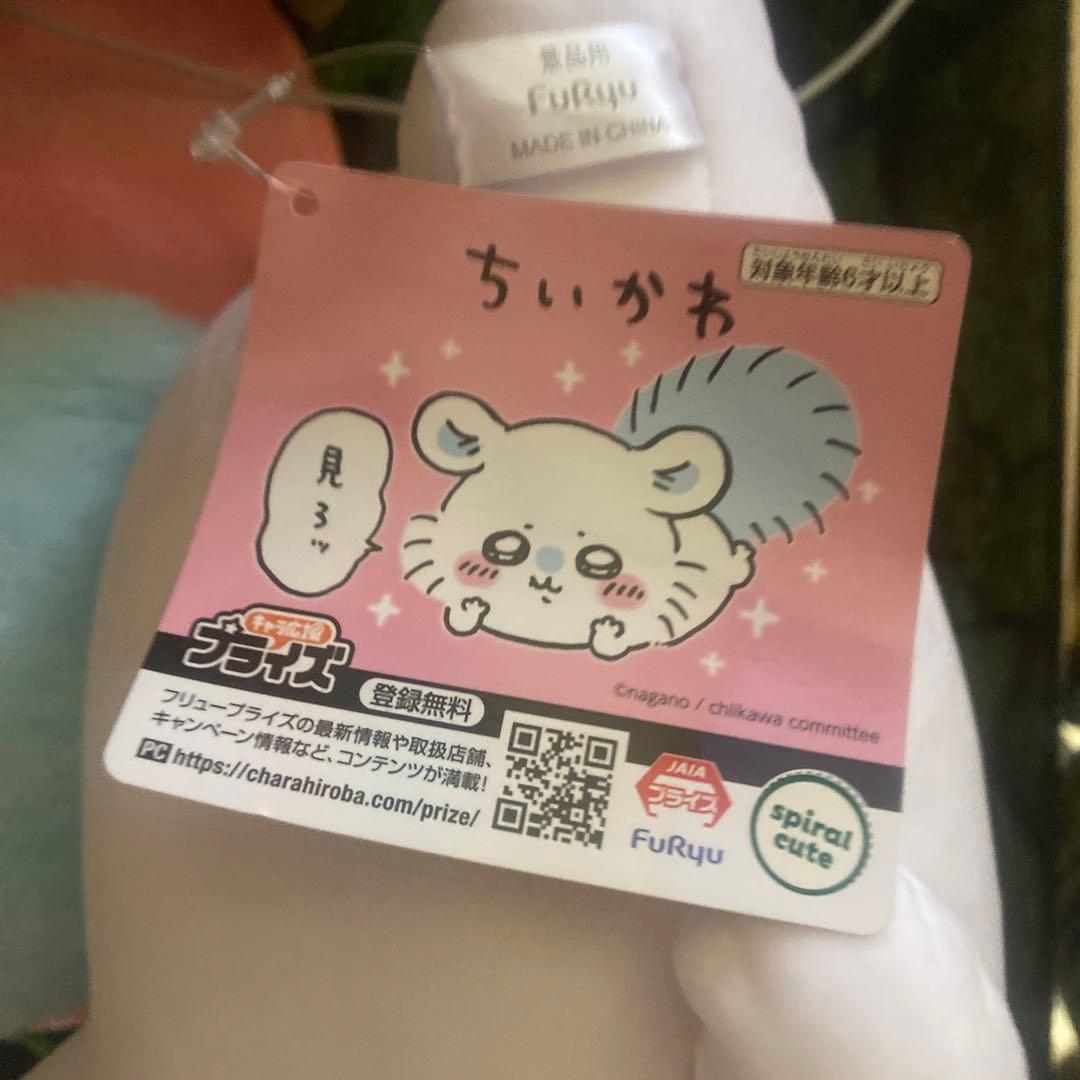 景品用
FuRyu
MADE IN CHINA
ちいかわ
対象年齢6才以上
見ろッ
キャラ広場
プライズ
登録無料
フリュープライズの最新情報や取扱店舗、
キャンペーン情報など、コンテンツが満載!
PC https://charahiroba.com/prize/
©nagano / chiikawa committee
JAIA
プライズ
FuRyu
spiral
cute